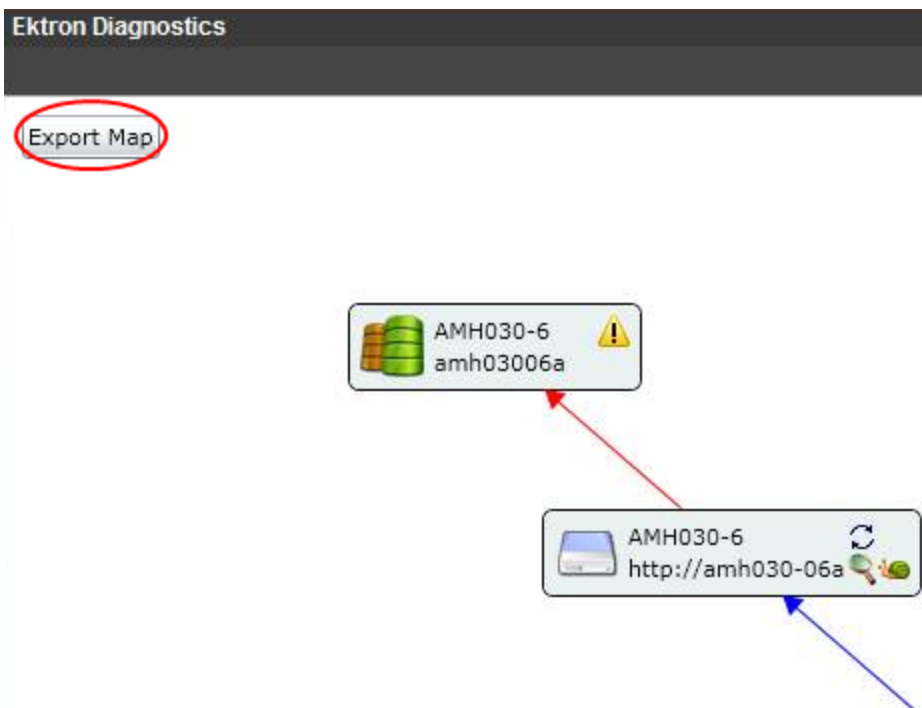 Ektron Diagnostics
Export Map
AMH030-6
amh03006a
AMH030-6
http://amh030-06a